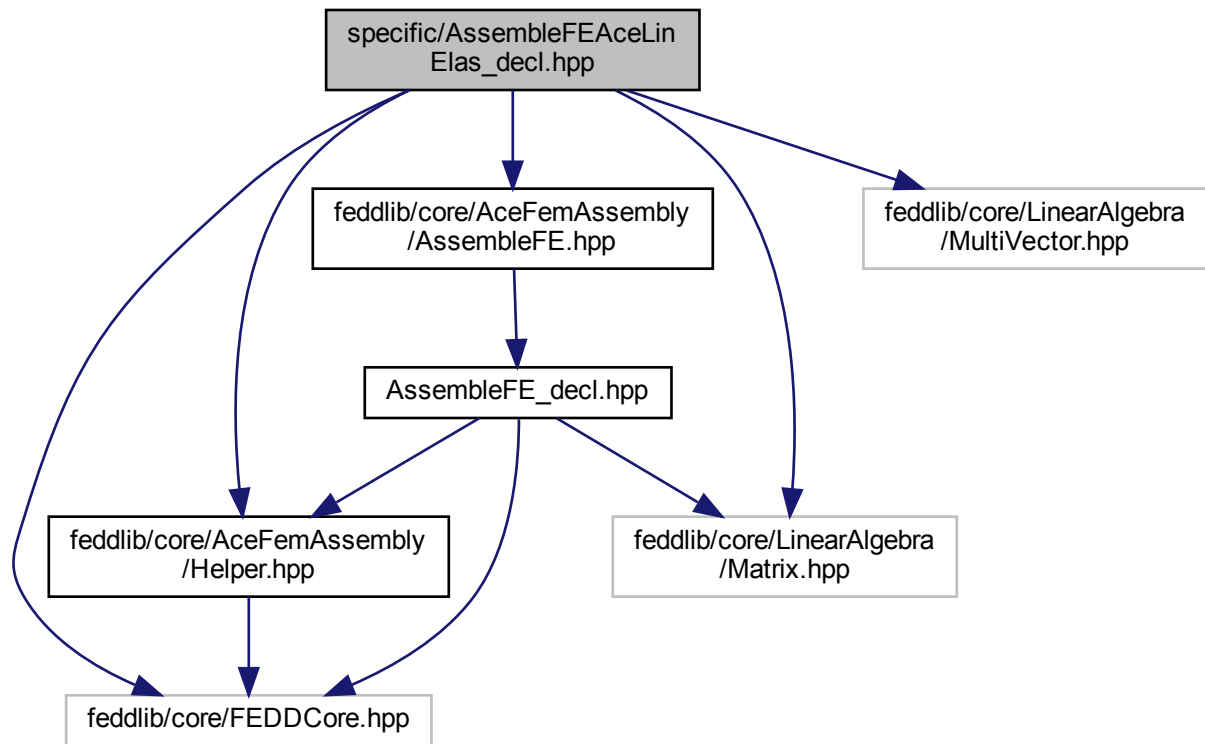 specific/AssembleFEAceLin
Elas_decl.hpp
feddlib/core/AceFemAssembly
/AssembleFE.hpp
feddlib/core/LinearAlgebra
/MultiVector.hpp
AssembleFE_decl.hpp
feddlib/core/AceFemAssembly
/Helper.hpp
feddlib/core/LinearAlgebra
/Matrix.hpp
feddlib/core/FEDDCore.hpp